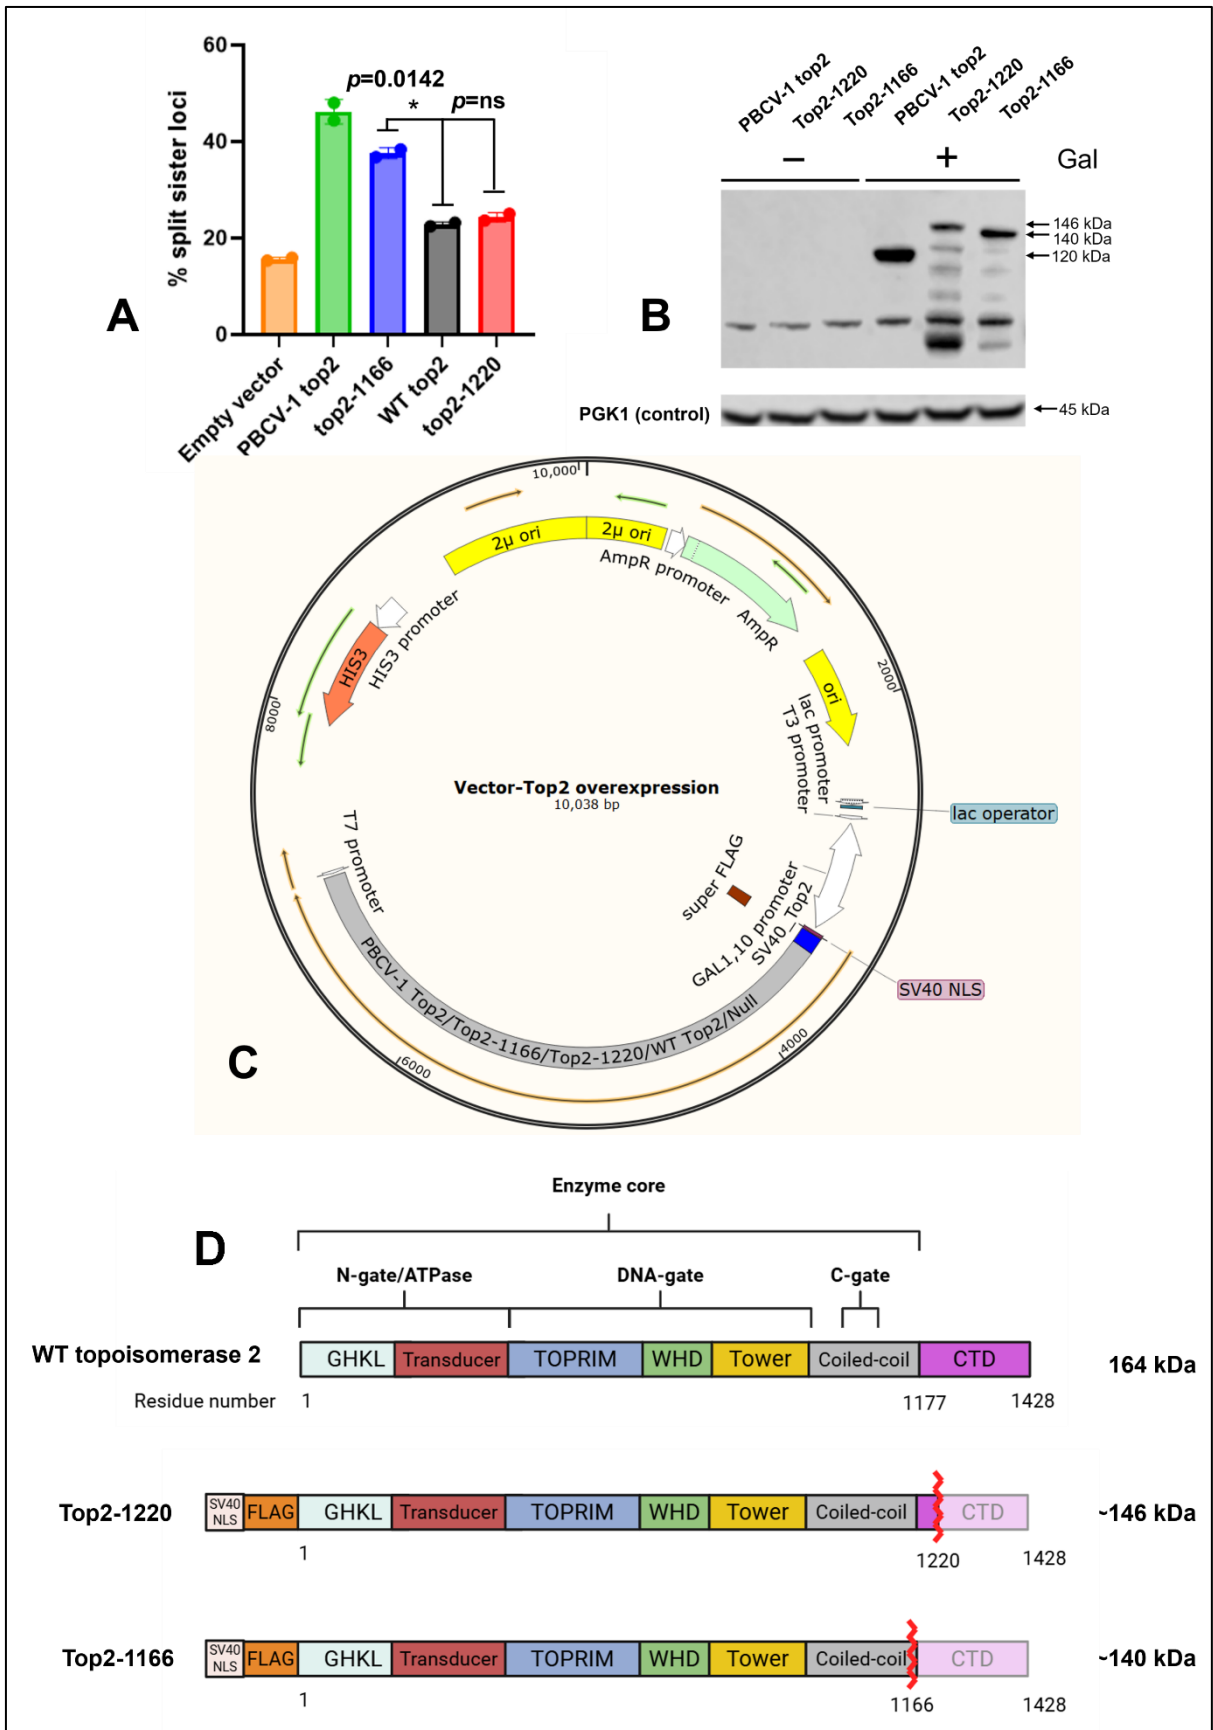 60
40
20
0
% split sister loci
p=0.0142
*
p=ns
Empty vector
PBCV-1 top2
top2-1166
WT top2
top2-1220
A
PBCV-1 top2
Top2-1220
Top2-1166
PBCV-1 top2
Top2-1220
Top2-1166
−
+
Gal
146 kDa
140 kDa
120 kDa
B
PGK1 (control)
45 kDa
10,000
2μ ori
2μ ori
AmpR promoter
AmpR
HIS3 promoter
HIS3
ori
2000
8000
lac promoter
T3 promoter
lac operator
Vector-Top2 overexpression
10,038 bp
T7 promoter
super FLAG
GAL1,10 promoter
SV40_Top2
SV40 NLS
PBCV-1 Top2/Top2-1166/Top2-1220/WT Top2/Null
4000
6000
C
Enzyme core
D
N-gate/ATPase
DNA-gate
C-gate
WT topoisomerase 2
GHKL
Transducer
TOPRIM
WHD
Tower
Coiled-coil
CTD
164 kDa
Residue number
1
1177
1428
Top2-1220
SV40
NLS
FLAG
GHKL
Transducer
TOPRIM
WHD
Tower
Coiled-coil
CTD
~146 kDa
1
1220
1428
Top2-1166
SV40
NLS
FLAG
GHKL
Transducer
TOPRIM
WHD
Tower
Coiled-coil
CTD
~140 kDa
1
1166
1428